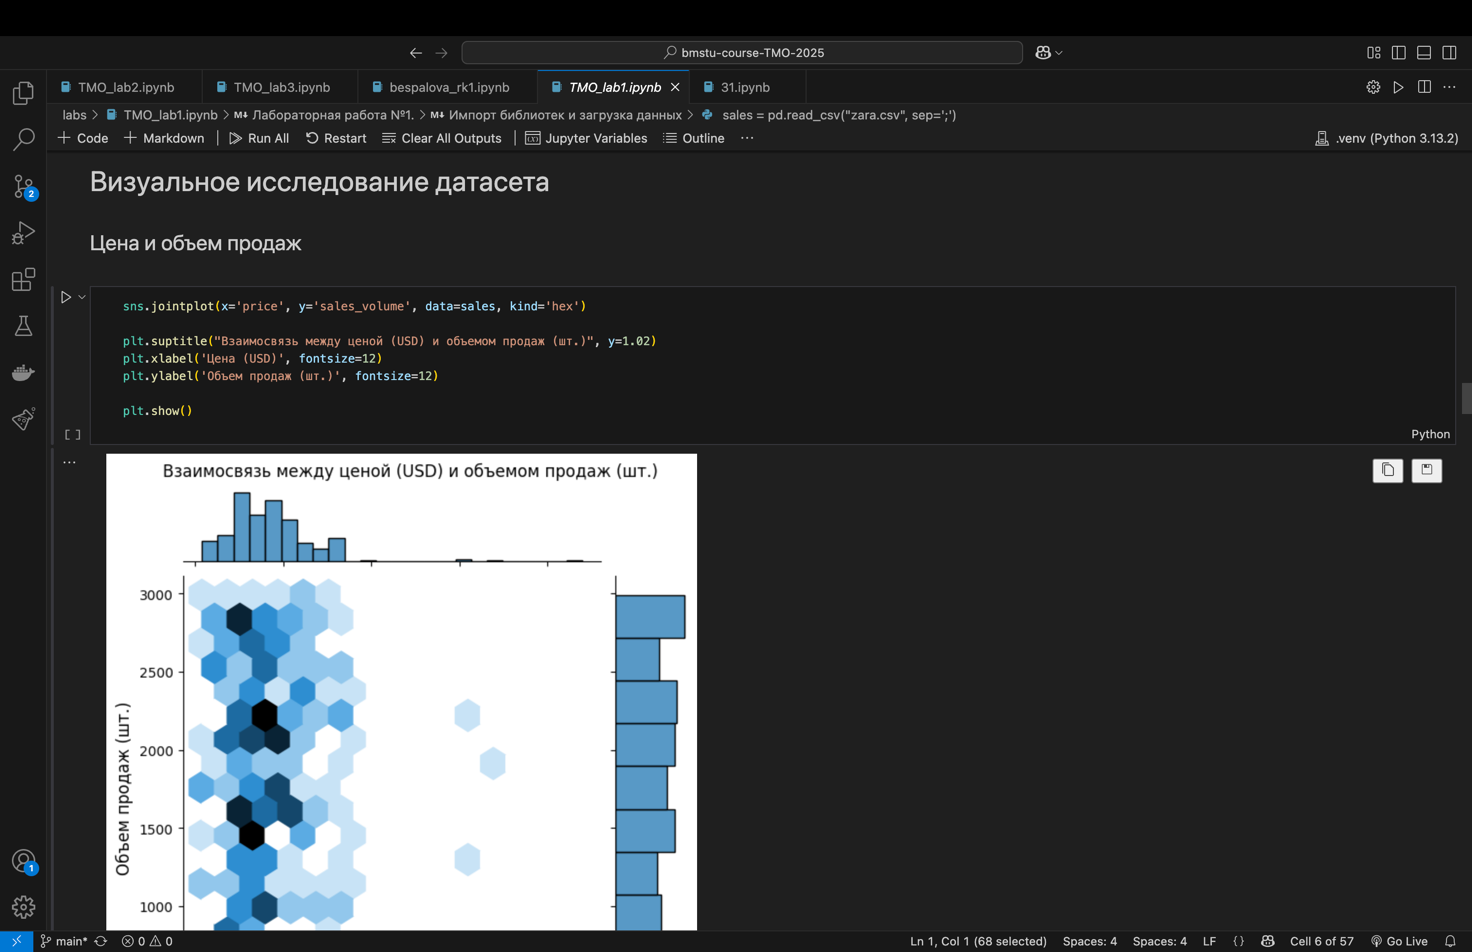 bmstu-course-TMO-2025
TMO_lab2.ipynb
TMO_lab3.ipynb
bespalova_rk1.ipynb
TMO_lab1.ipynb
31.ipynb
labs > TMO_lab1.ipynb > M↓ Лабораторная работа №1. > M↓ Импорт библиотек и загрузка данных > sales = pd.read_csv("zara.csv", sep=';')
+ Code + Markdown | Run All Restart Clear All Outputs | Jupyter Variables Outline ···
.venv (Python 3.13.2)
2
Визуальное исследование датасета
Цена и объем продаж
sns.jointplot(x='price', y='sales_volume', data=sales, kind='hex')
plt.suptitle("Взаимосвязь между ценой (USD) и объемом продаж (шт.)", y=1.02)
plt.xlabel('Цена (USD)', fontsize=12)
plt.ylabel('Объем продаж (шт.)', fontsize=12)
plt.show()
[ ]
Python
···
Взаимосвязь между ценой (USD) и объемом продаж (шт.)
3000
2500
2000
1500
1000
Объем продаж (шт.)
1
main* 0 0
Ln 1, Col 1 (68 selected) Spaces: 4 Spaces: 4 LF {} Cell 6 of 57 Go Live